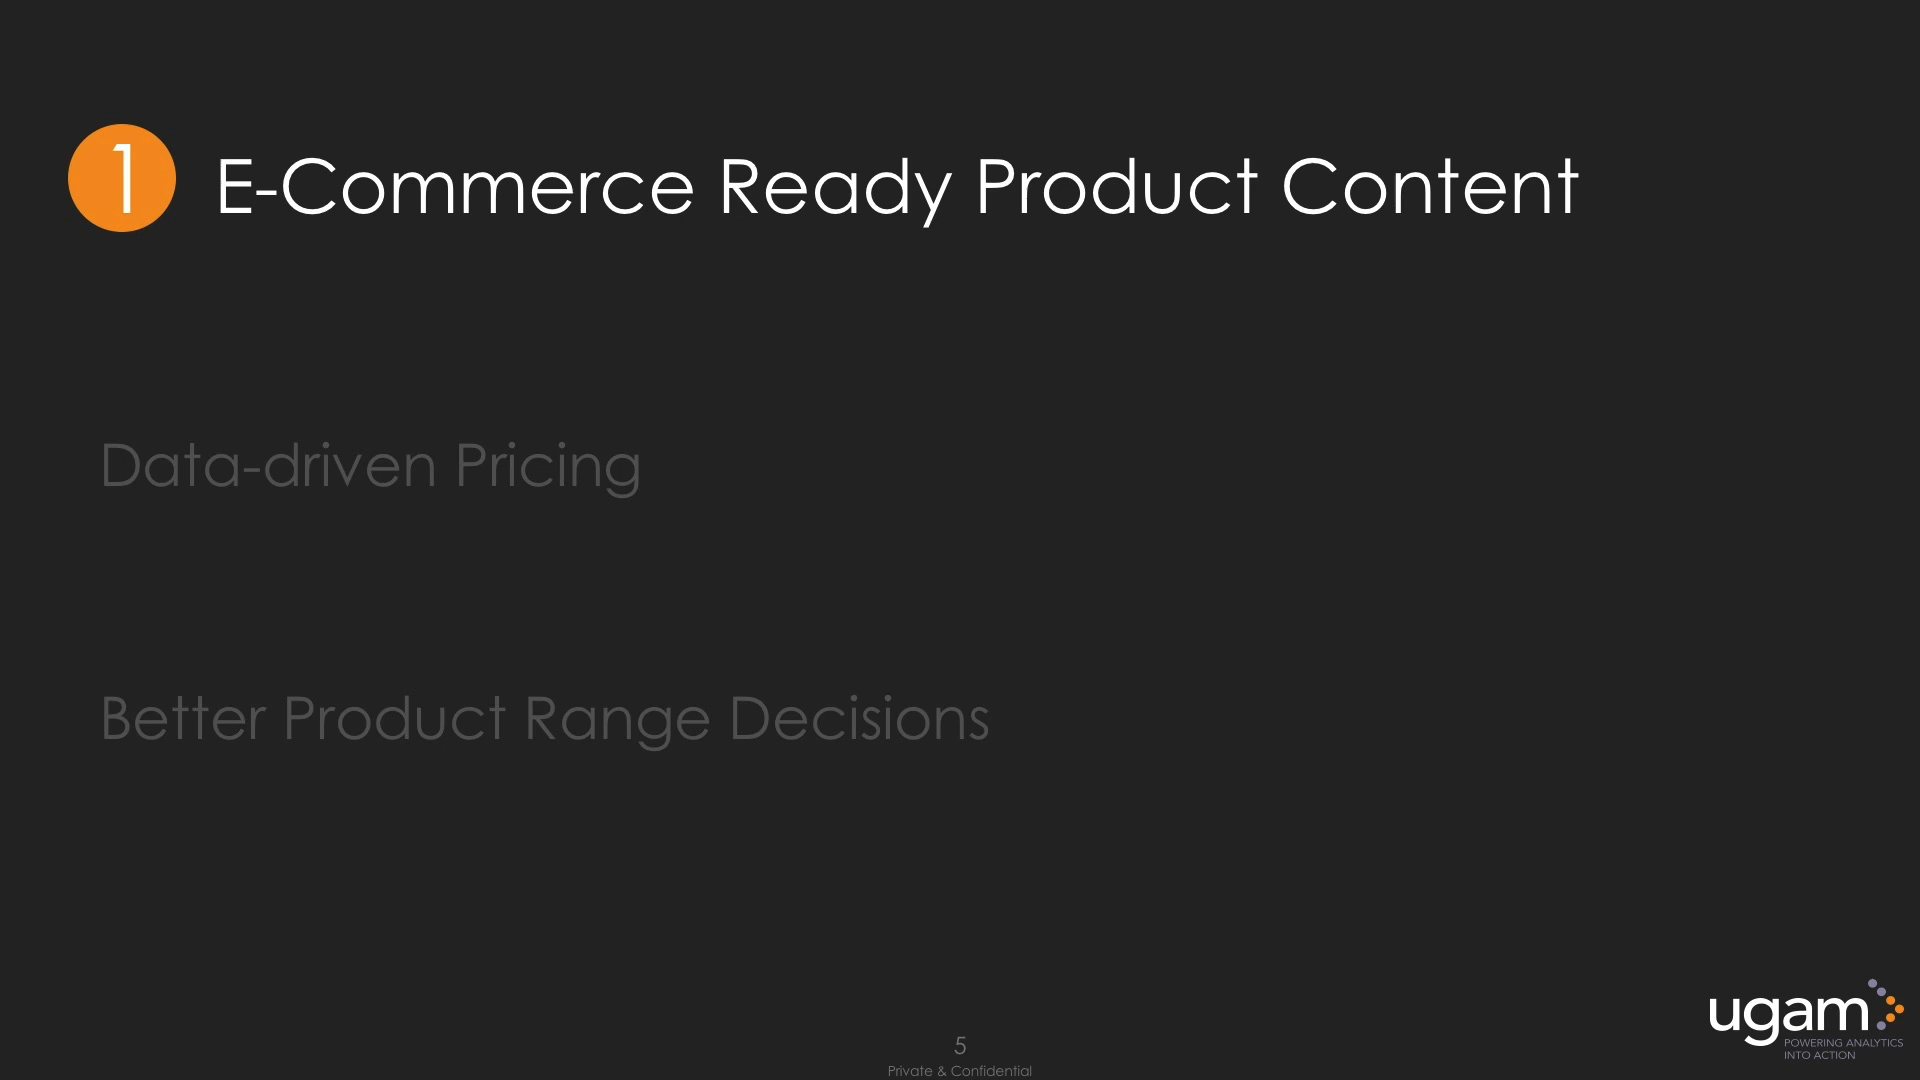 1 E-Commerce Ready Product Content
Data-driven Pricing
Better Product Range Decisions
ugam
POWERING ANALYTICS
INTO ACTION
5
Private & Confidential